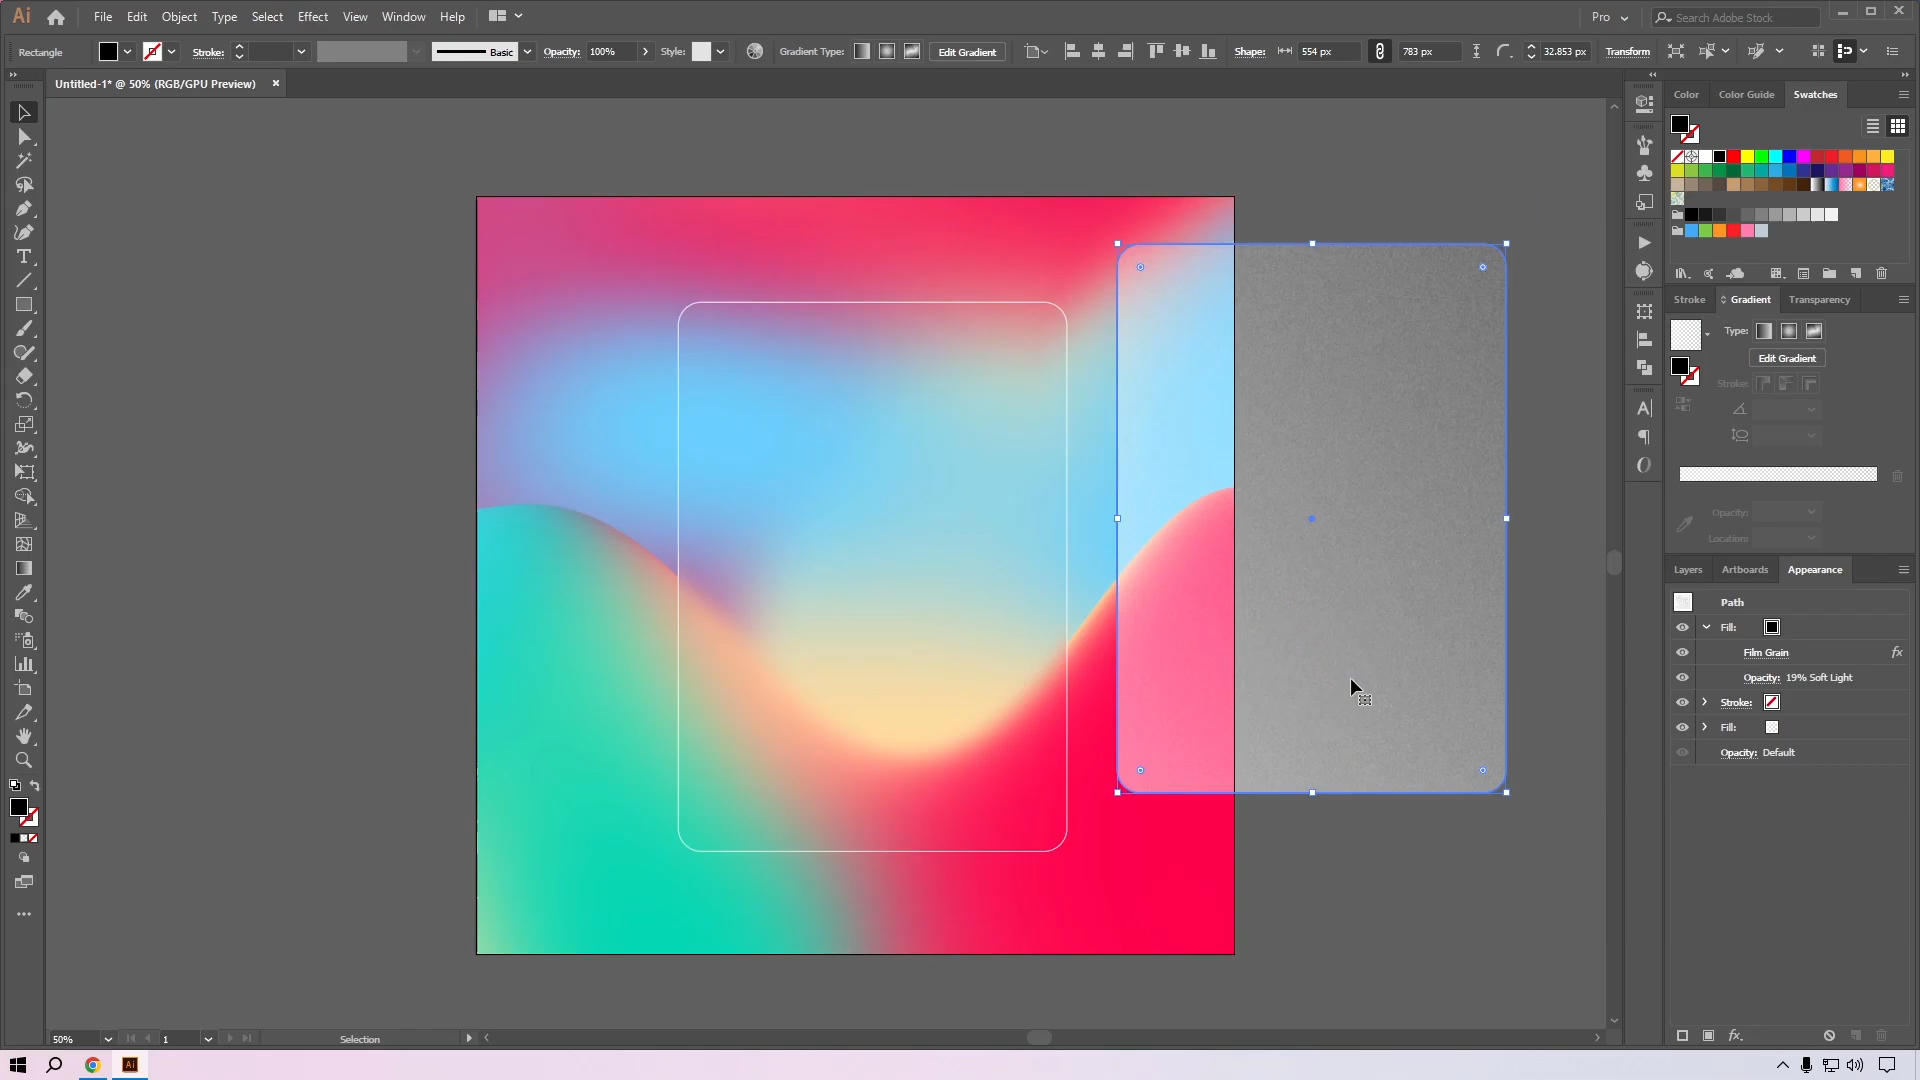 Ai File Edit Object Type Select Effect View Window Help Pro Search Adobe Stock
Rectangle Stroke: Basic Opacity: 100% Style: Gradient Type: Edit Gradient Shape: 554 px 783 px 32.853 px Transform
Untitled-1* @ 50% (RGB/GPU Preview)
Color Color Guide Swatches
Stroke Gradient Transparency
Type:
Edit Gradient
Stroke:
Opacity:
Location:
Layers Artboards Appearance
Path
Fill:
Film Grain fx
Opacity: 19% Soft Light
Stroke:
Fill:
Opacity: Default
50% 1 Selection
fx
Ai